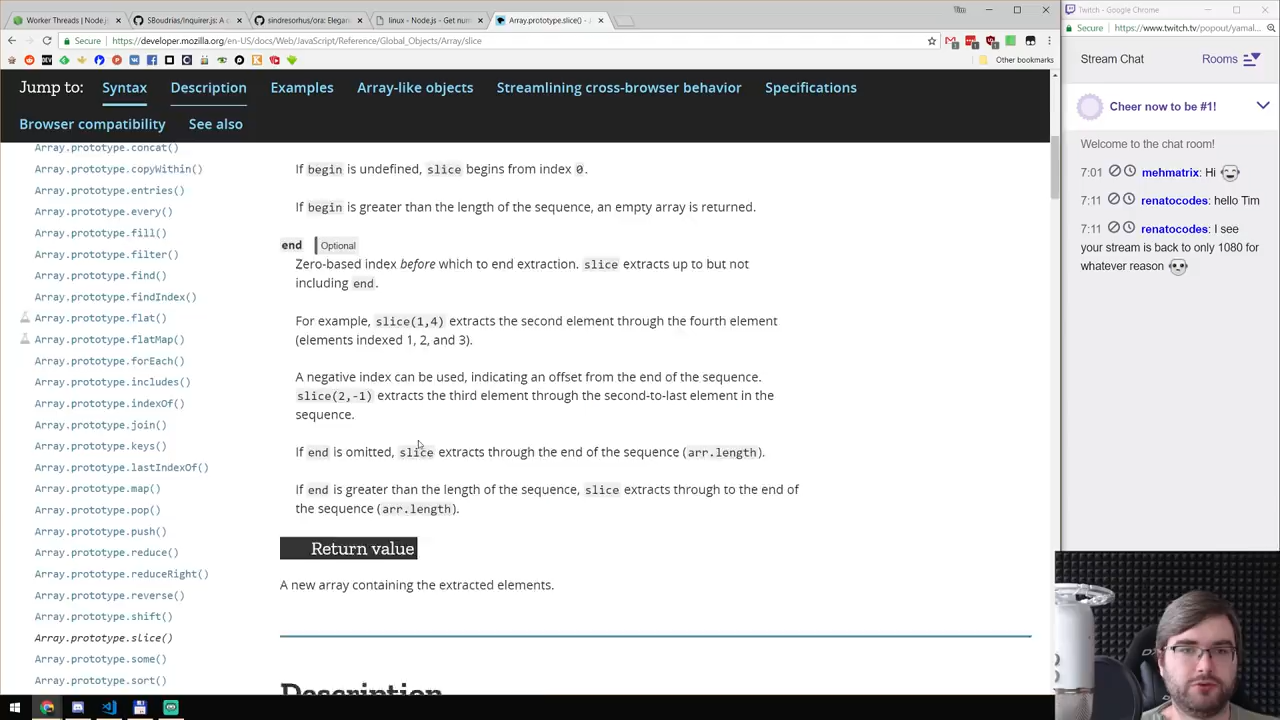 Worker Threads | Node.js
SBoudrias/Inquirer.js: A c
sindresorhus/ora: Elegan
linux - Node.js - Get num
Array.prototype.slice() -
Secure
https://developer.mozilla.org/en-US/docs/Web/JavaScript/Reference/Global_Objects/Array/slice
Other bookmarks
Jump to:
Syntax
Description
Examples
Array-like objects
Streamlining cross-browser behavior
Specifications
Browser compatibility
See also
Array.prototype.concat()
Array.prototype.copyWithin()
Array.prototype.entries()
Array.prototype.every()
Array.prototype.fill()
Array.prototype.filter()
Array.prototype.find()
Array.prototype.findIndex()
Array.prototype.flat()
Array.prototype.flatMap()
Array.prototype.forEach()
Array.prototype.includes()
Array.prototype.indexOf()
Array.prototype.join()
Array.prototype.keys()
Array.prototype.lastIndexOf()
Array.prototype.map()
Array.prototype.pop()
Array.prototype.push()
Array.prototype.reduce()
Array.prototype.reduceRight()
Array.prototype.reverse()
Array.prototype.shift()
Array.prototype.slice()
Array.prototype.some()
Array.prototype.sort()
If begin is undefined, slice begins from index 0.
If begin is greater than the length of the sequence, an empty array is returned.
end Optional
Zero-based index before which to end extraction. slice extracts up to but not
including end.
For example, slice(1,4) extracts the second element through the fourth element
(elements indexed 1, 2, and 3).
A negative index can be used, indicating an offset from the end of the sequence.
slice(2,-1) extracts the third element through the second-to-last element in the
sequence.
If end is omitted, slice extracts through the end of the sequence (arr.length).
If end is greater than the length of the sequence, slice extracts through to the end of
the sequence (arr.length).
Return value
A new array containing the extracted elements.
Description
Twitch - Google Chrome
Secure
https://www.twitch.tv/popout/yamal...
Stream Chat
Rooms
Cheer now to be #1!
Welcome to the chat room!
7:01 mehmatrix: Hi
7:11 renatocodes: hello Tim
7:11 renatocodes: I see
your stream is back to only 1080 for
whatever reason